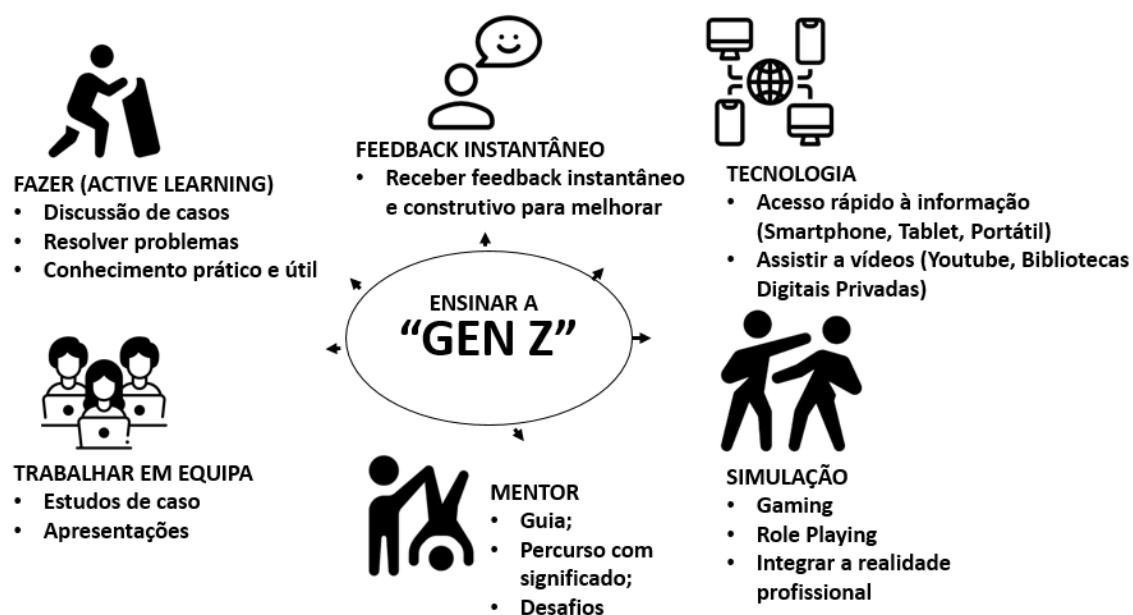 FAZER (ACTIVE LEARNING)
• Discussão de casos
• Resolver problemas
• Conhecimento prático e útil
FEEDBACK INSTANTÂNEO
• Receber feedback instantâneo
e construtivo para melhorar
TECNOLOGIA
• Acesso rápido à informação
(Smartphone, Tablet, Portátil)
• Assistir a vídeos (Youtube, Bibliotecas
Digitais Privadas)
ENSINAR A
“GEN Z”
TRABALHAR EM EQUIPA
• Estudos de caso
• Apresentações
MENTOR
• Guia;
• Percurso com
significado;
• Desafios
SIMULAÇÃO
• Gaming
• Role Playing
• Integrar a realidade
profissional